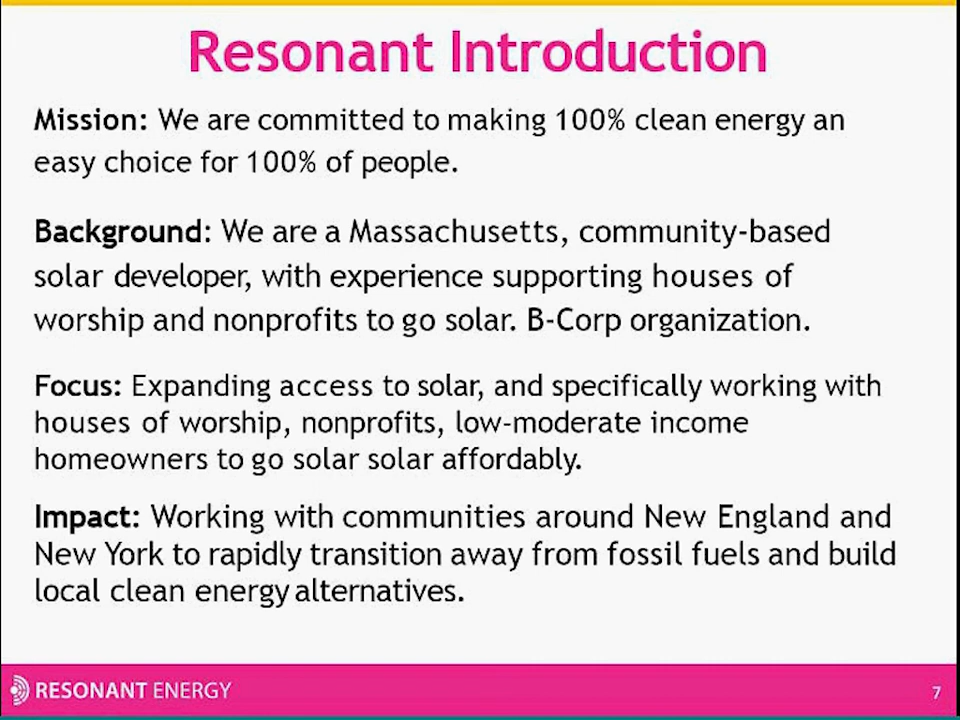 Resonant Introduction
Mission: We are committed to making 100% clean energy an
easy choice for 100% of people.
Background: We are a Massachusetts, community-based
solar developer, with experience supporting houses of
worship and nonprofits to go solar. B-Corp organization.
Focus: Expanding access to solar, and specifically working with
houses of worship, nonprofits, low-moderate income
homeowners to go solar solar affordably.
Impact: Working with communities around New England and
New York to rapidly transition away from fossil fuels and build
local clean energy alternatives.
RESONANT ENERGY
7